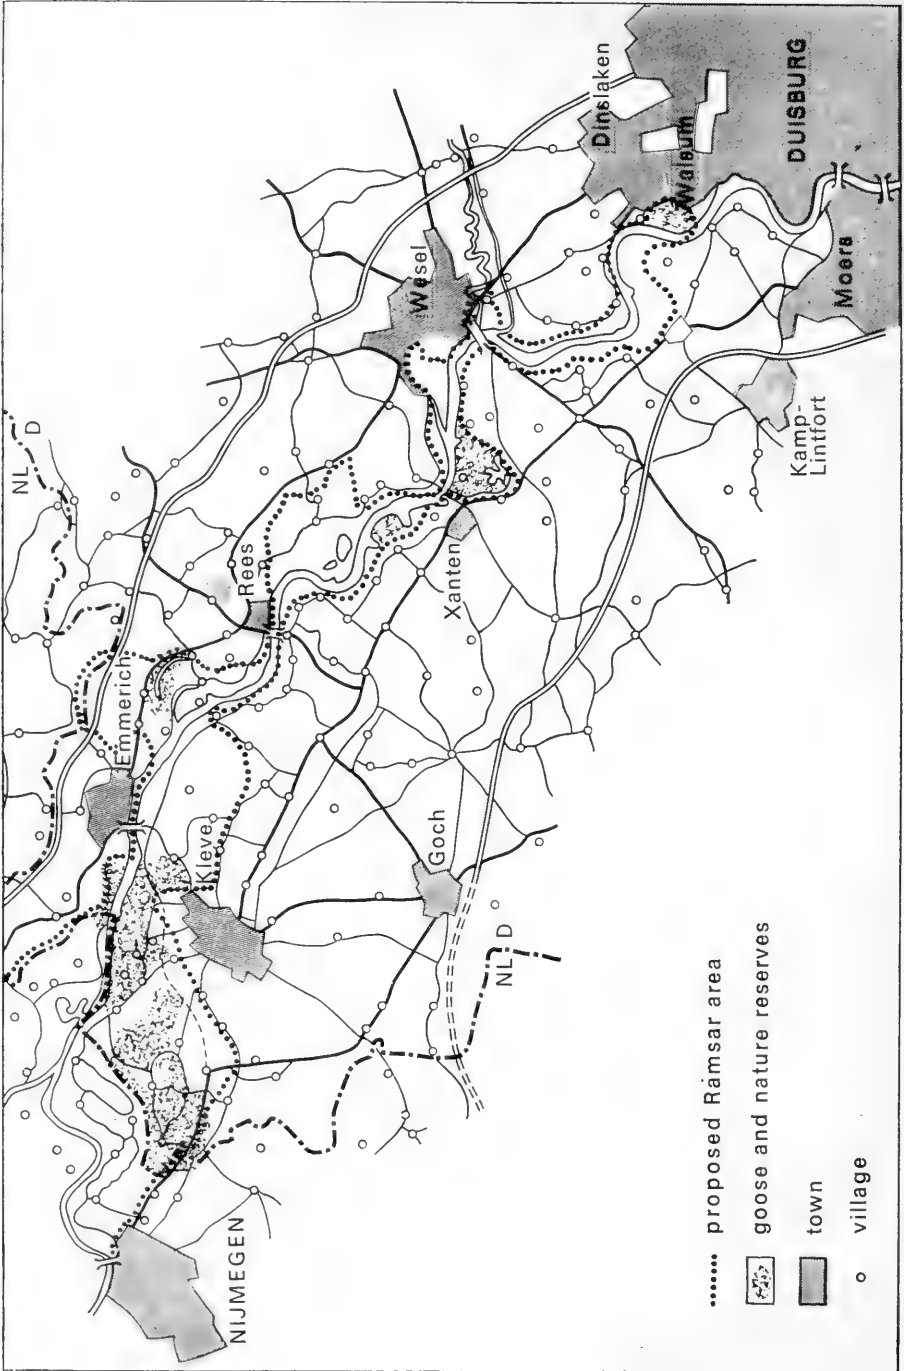 NIJMEGEN
Kleve
Emmerich
NL
D
Rees
Goch
NL
D
Xanten
Wesel
Kamp-
Lintfort
Dinslaken
Walsum
DUISBURG
Moers
proposed Ramsar area
goose and nature reserves
town
village